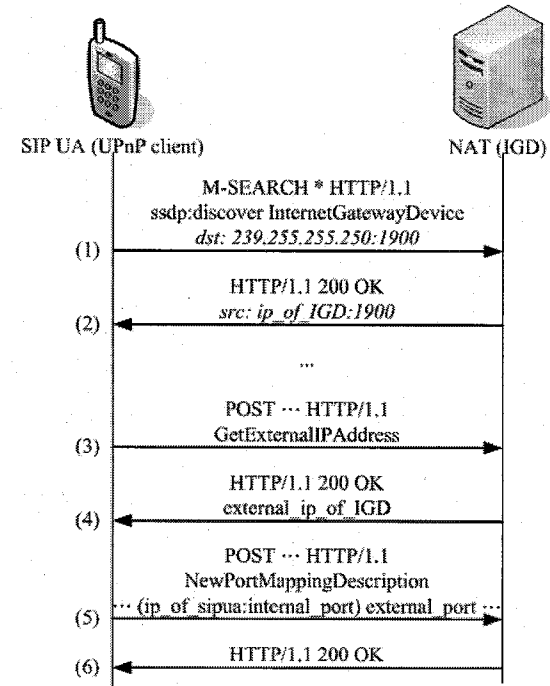 SIP UA (UPnP client)
NAT (IGD)
M-SEARCH * HTTP/1.1
ssdp:discover InternetGatewayDevice
dst: 239.255.255.250:1900
(1)
HTTP/1.1 200 OK
src: ip_of_IGD:1900
(2)
...
POST ··· HTTP/1.1
GetExternalIPAddress
(3)
HTTP/1.1 200 OK
external_ip_of_IGD
(4)
POST ··· HTTP/1.1
NewPortMappingDescription
··· (ip_of_sipua:internal_port) external_port ···
(5)
HTTP/1.1 200 OK
(6)